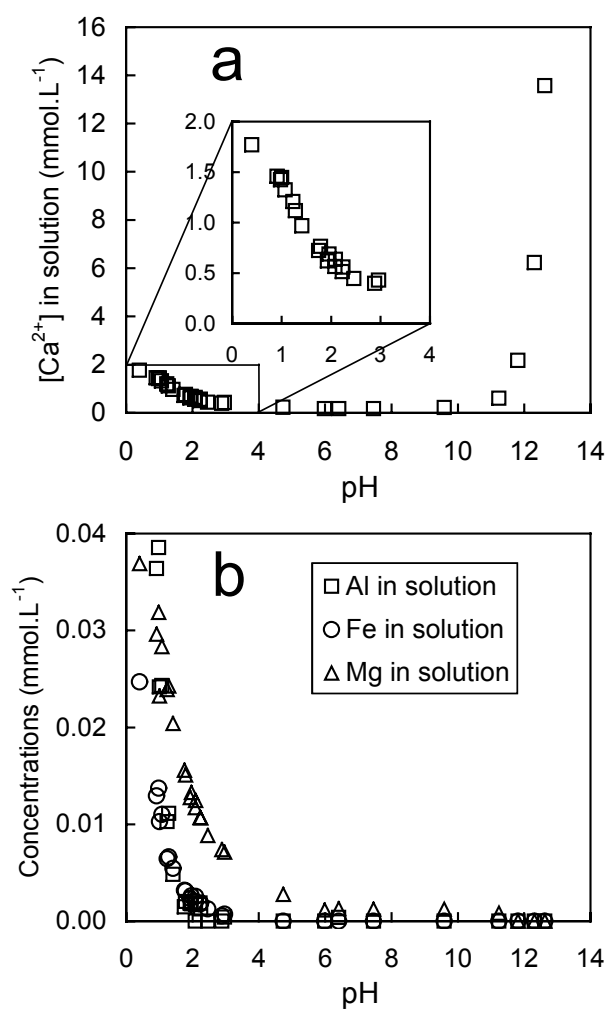 a
[Ca²⁺] in solution (mmol.L⁻¹)
16
14
12
10
8
6
4
2
0
2.0
1.5
1.0
0.5
0.0
0 1 2 3 4
0 2 4 6 8 10 12 14
pH
b
Concentrations (mmol.L⁻¹)
0.04
0.03
0.02
0.01
0.00
Al in solution
Fe in solution
Mg in solution
0 2 4 6 8 10 12 14
pH